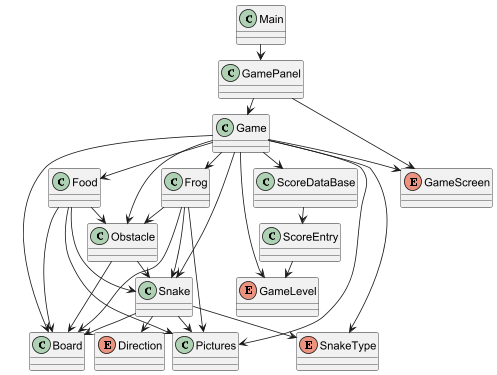 C Main
C GamePanel
C Game
C Food
C Frog
C ScoreDataBase
E GameScreen
C Obstacle
C ScoreEntry
C Snake
E GameLevel
C Board
E Direction
C Pictures
E SnakeType